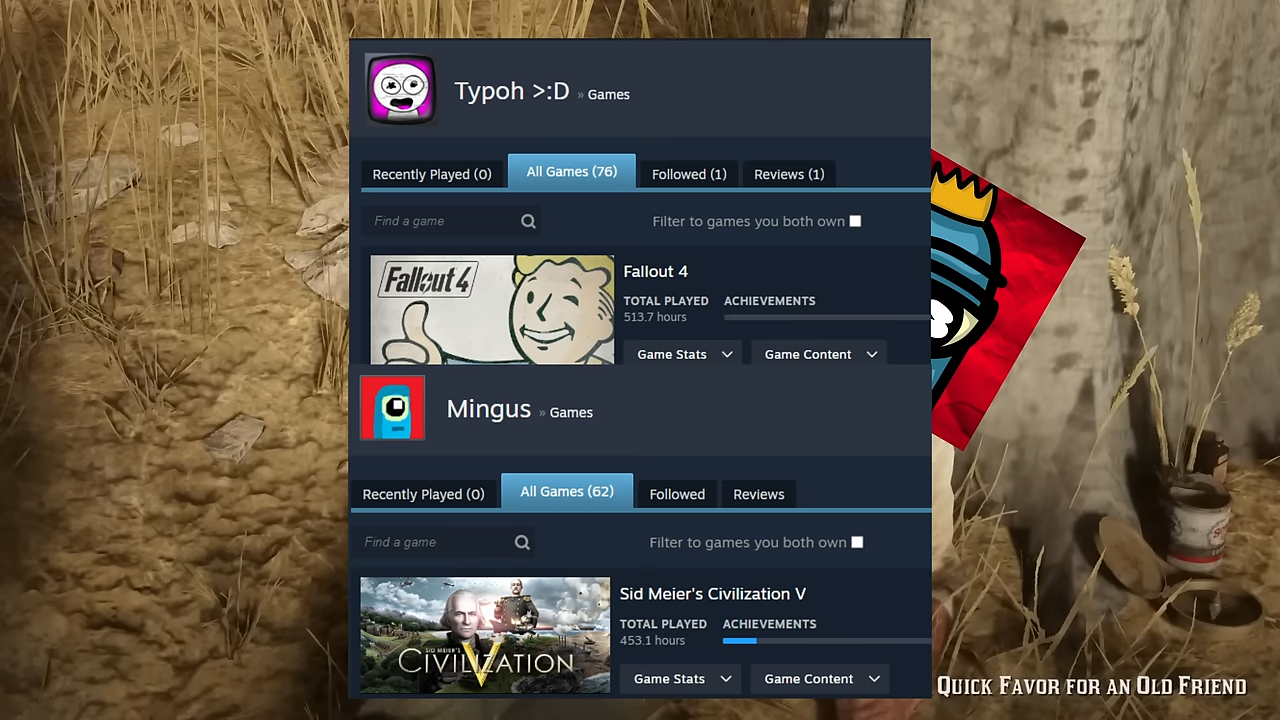 Typoh >:D » Games
Recently Played (0) All Games (76) Followed (1) Reviews (1)
Find a game Filter to games you both own
Fallout 4 Fallout 4
TOTAL PLAYED ACHIEVEMENTS
513.7 hours
Game Stats Game Content
Mingus » Games
Recently Played (0) All Games (62) Followed Reviews
Find a game Filter to games you both own
Sid Meier's Civilization V
TOTAL PLAYED ACHIEVEMENTS
453.1 hours
SID MEIER'S
CIVILIZATION V
Game Stats Game Content
QUICK FAVOR FOR AN OLD FRIEND